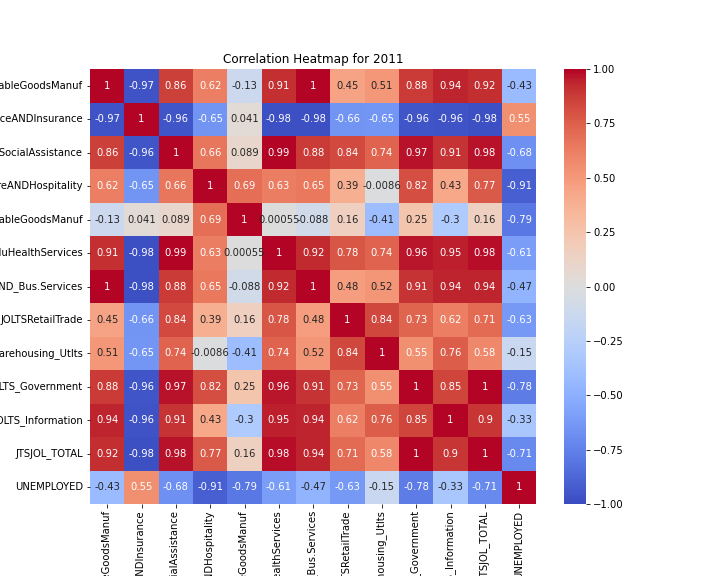 Correlation Heatmap for 2011
ableGoodsManuf 1 -0.97 0.86 0.62 -0.13 0.91 1 0.45 0.51 0.88 0.94 0.92 -0.43
ceANDInsurance -0.97 1 -0.96 -0.65 0.041 -0.98 -0.98 -0.66 -0.65 -0.96 -0.96 -0.98 0.55
SocialAssistance 0.86 -0.96 1 0.66 0.089 0.99 0.88 0.84 0.74 0.97 0.91 0.98 -0.68
reANDHospitality 0.62 -0.65 0.66 1 0.69 0.63 0.65 0.39 -0.0086 0.82 0.43 0.77 -0.91
ableGoodsManuf -0.13 0.041 0.089 0.69 1 0.00055 -0.088 0.16 -0.41 0.25 -0.3 0.16 -0.79
duHealthServices 0.91 -0.98 0.99 0.63 0.00055 1 0.92 0.78 0.74 0.96 0.95 0.98 -0.61
ND_Bus.Services 1 -0.98 0.88 0.65 -0.088 0.92 1 0.48 0.52 0.91 0.94 0.94 -0.47
JOLTSRetailTrade 0.45 -0.66 0.84 0.39 0.16 0.78 0.48 1 0.84 0.73 0.62 0.71 -0.63
arehousing_Utlts 0.51 -0.65 0.74 -0.0086 -0.41 0.74 0.52 0.84 1 0.55 0.76 0.58 -0.15
LTS_Government 0.88 -0.96 0.97 0.82 0.25 0.96 0.91 0.73 0.55 1 0.85 1 -0.78
OLTS_Information 0.94 -0.96 0.91 0.43 -0.3 0.95 0.94 0.62 0.76 0.85 1 0.9 -0.33
JTSJOL_TOTAL 0.92 -0.98 0.98 0.77 0.16 0.98 0.94 0.71 0.58 1 0.9 1 -0.71
UNEMPLOYED -0.43 0.55 -0.68 -0.91 -0.79 -0.61 -0.47 -0.63 -0.15 -0.78 -0.33 -0.71 1
eGoodsManuf
NDInsurance
ialAssistance
NDHospitality
eGoodsManuf
ealthServices
_Bus.Services
TSRetailTrade
housing_Utlts
_Government
_Information
TSJOL_TOTAL
UNEMPLOYED
1.00
0.75
0.50
0.25
0.00
-0.25
-0.50
-0.75
-1.00